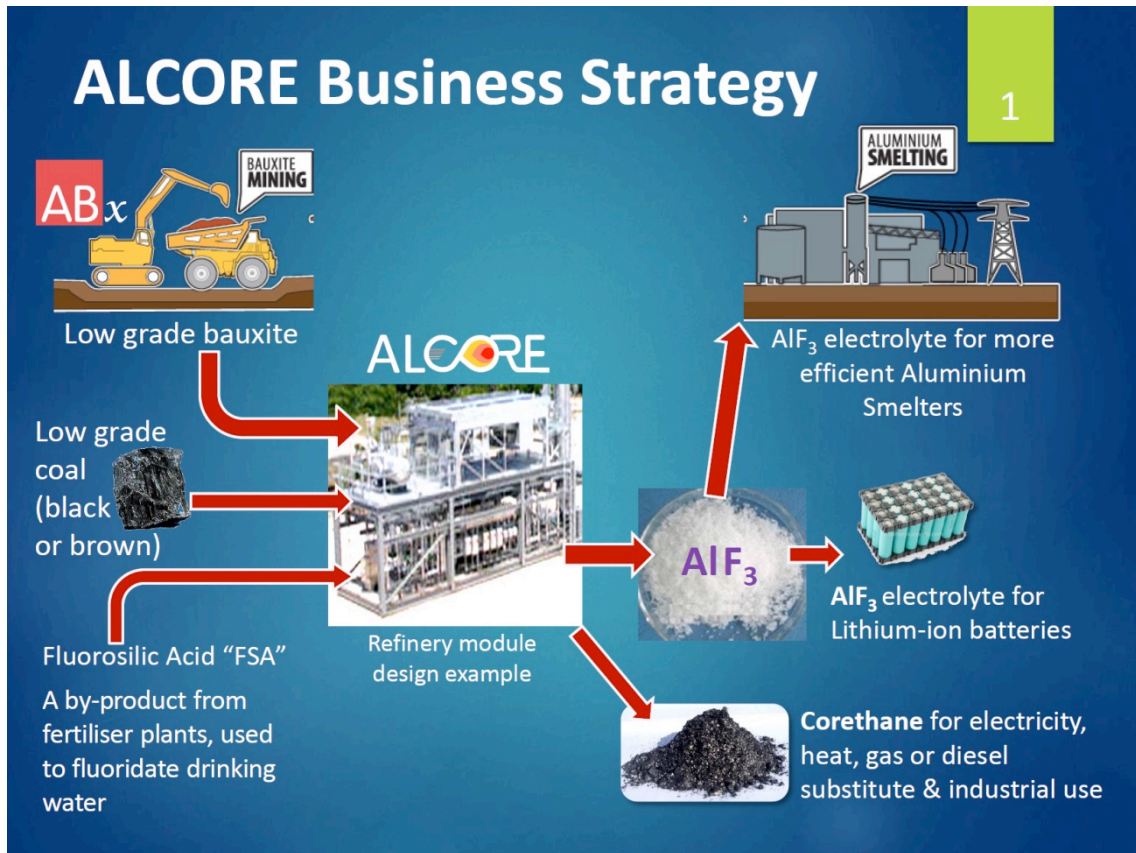 ALCORE Business Strategy
1
ABx
BAUXITE
MINING
Low grade bauxite
Low grade
coal
(black
or brown)
Fluorosilic Acid “FSA”
A by-product from
fertiliser plants, used
to fluoridate drinking
water
ALCORE
Refinery module
design example
AlF₃
ALUMINIUM
SMELTING
AlF₃ electrolyte for more
efficient Aluminium
Smelters
AlF₃ electrolyte for
Lithium-ion batteries
Corethane for electricity,
heat, gas or diesel
substitute & industrial use